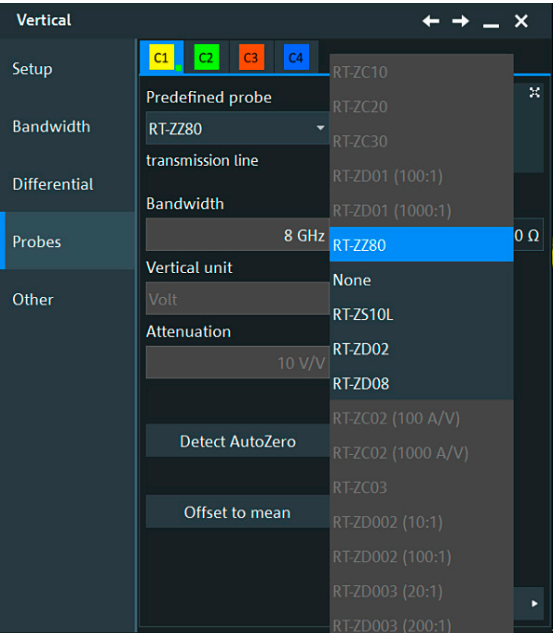 Vertical
Setup
Bandwidth
Differential
Probes
Other
C1 C2 C3 C4
Predefined probe
RT-ZZ80
transmission line
Bandwidth
8 GHz
Vertical unit
Volt
Attenuation
10 V/V
Detect AutoZero
Offset to mean
RT-ZC10
RT-ZC20
RT-ZC30
RT-ZD01 (100:1)
RT-ZD01 (1000:1)
RT-ZZ80
None
RT-ZS10L
RT-ZD02
RT-ZD08
RT-ZC02 (100 A/V)
RT-ZC02 (1000 A/V)
RT-ZC03
RT-ZD002 (10:1)
RT-ZD002 (100:1)
RT-ZD003 (20:1)
RT-ZD003 (200:1)
0 Ω